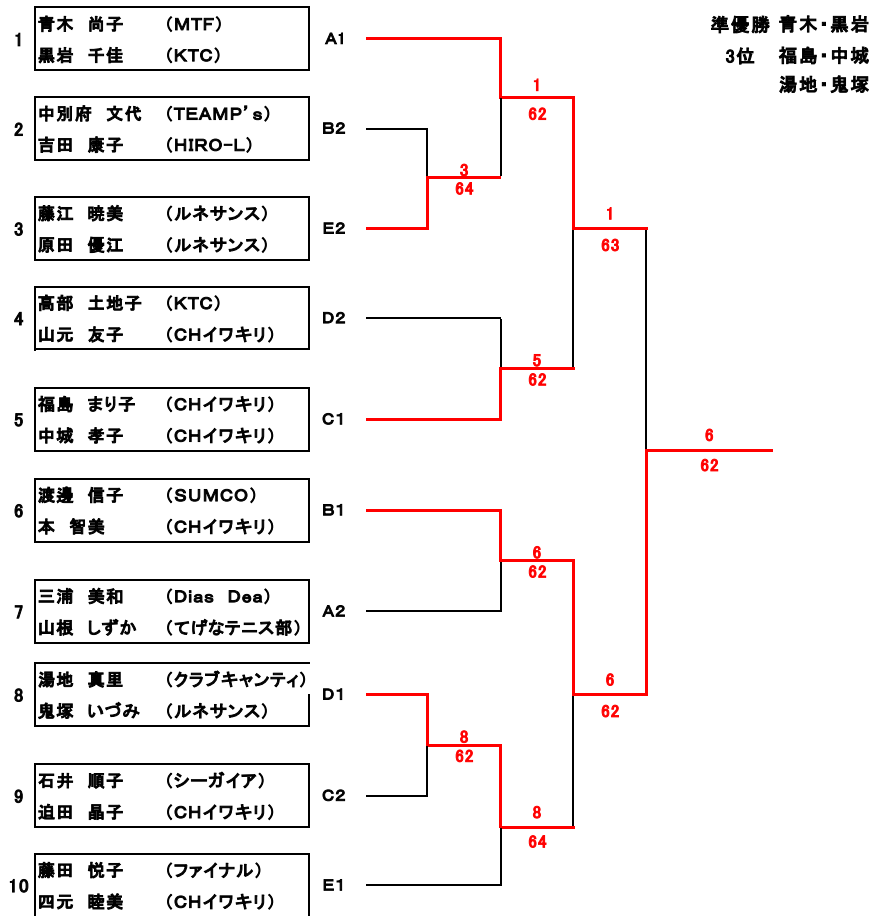 準優勝 青木・黒岩
3位 福島・中城
湯地・鬼塚
1 青木 尚子 (MTF) A1
黒岩 千佳 (KTC)
1
62
2 中別府 文代 (TEAMP's) B2
吉田 康子 (HIRO-L)
3
64
3 藤江 暁美 (ルネサンス) E2
原田 優江 (ルネサンス)
1
63
4 高部 土地子 (KTC) D2
山元 友子 (CHイワキリ)
5
62
5 福島 まり子 (CHイワキリ) C1
中城 孝子 (CHイワキリ)
6
62
6 渡邊 信子 (SUMCO) B1
本 智美 (CHイワキリ)
6
62
7 三浦 美和 (Dias Dea) A2
山根 しずか (てげなテニス部)
8 湯地 真里 (クラブキャンティ) D1
鬼塚 いづみ (ルネサンス)
6
62
8
62
9 石井 順子 (シーガイア) C2
迫田 晶子 (CHイワキリ)
8
64
10 藤田 悦子 (ファイナル) E1
四元 睦美 (CHイワキリ)